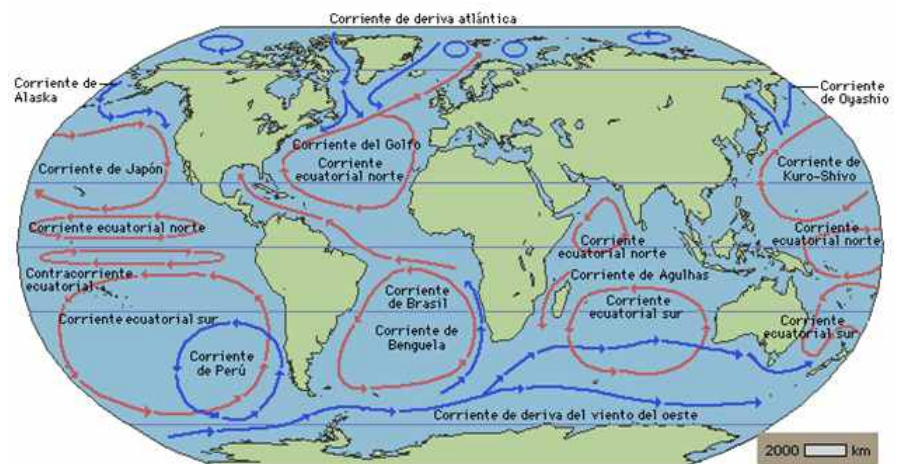 Corriente de deriva atlántica
Corriente de
Alaska
Corriente
de Oyashio
Corriente del Golfo
Corriente
ecuatorial norte
Corriente de Japón
Corriente de
Kuro-Shivo
Corriente ecuatorial norte
Corriente
ecuatorial norte
Corriente
ecuatorial norte
Contracorriente
ecuatorial
Corriente de Agulhas
Corriente
de Brasil
Corriente
ecuatorial sur
Corriente ecuatorial sur
Corriente
ecuatorial sur
Corriente de
Benguela
Corriente
de Perú
Corriente de deriva del viento del oeste
2000 km